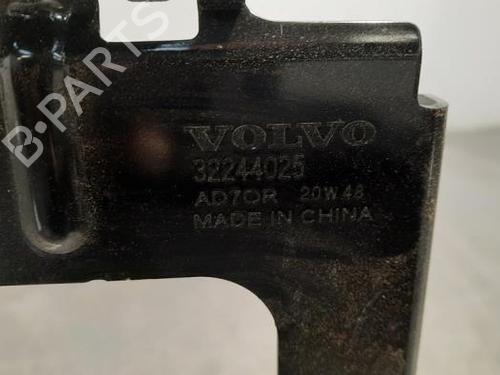 B-PARTS
VOLVO
32244025
AD7OR 20W48
MADE IN CHINA